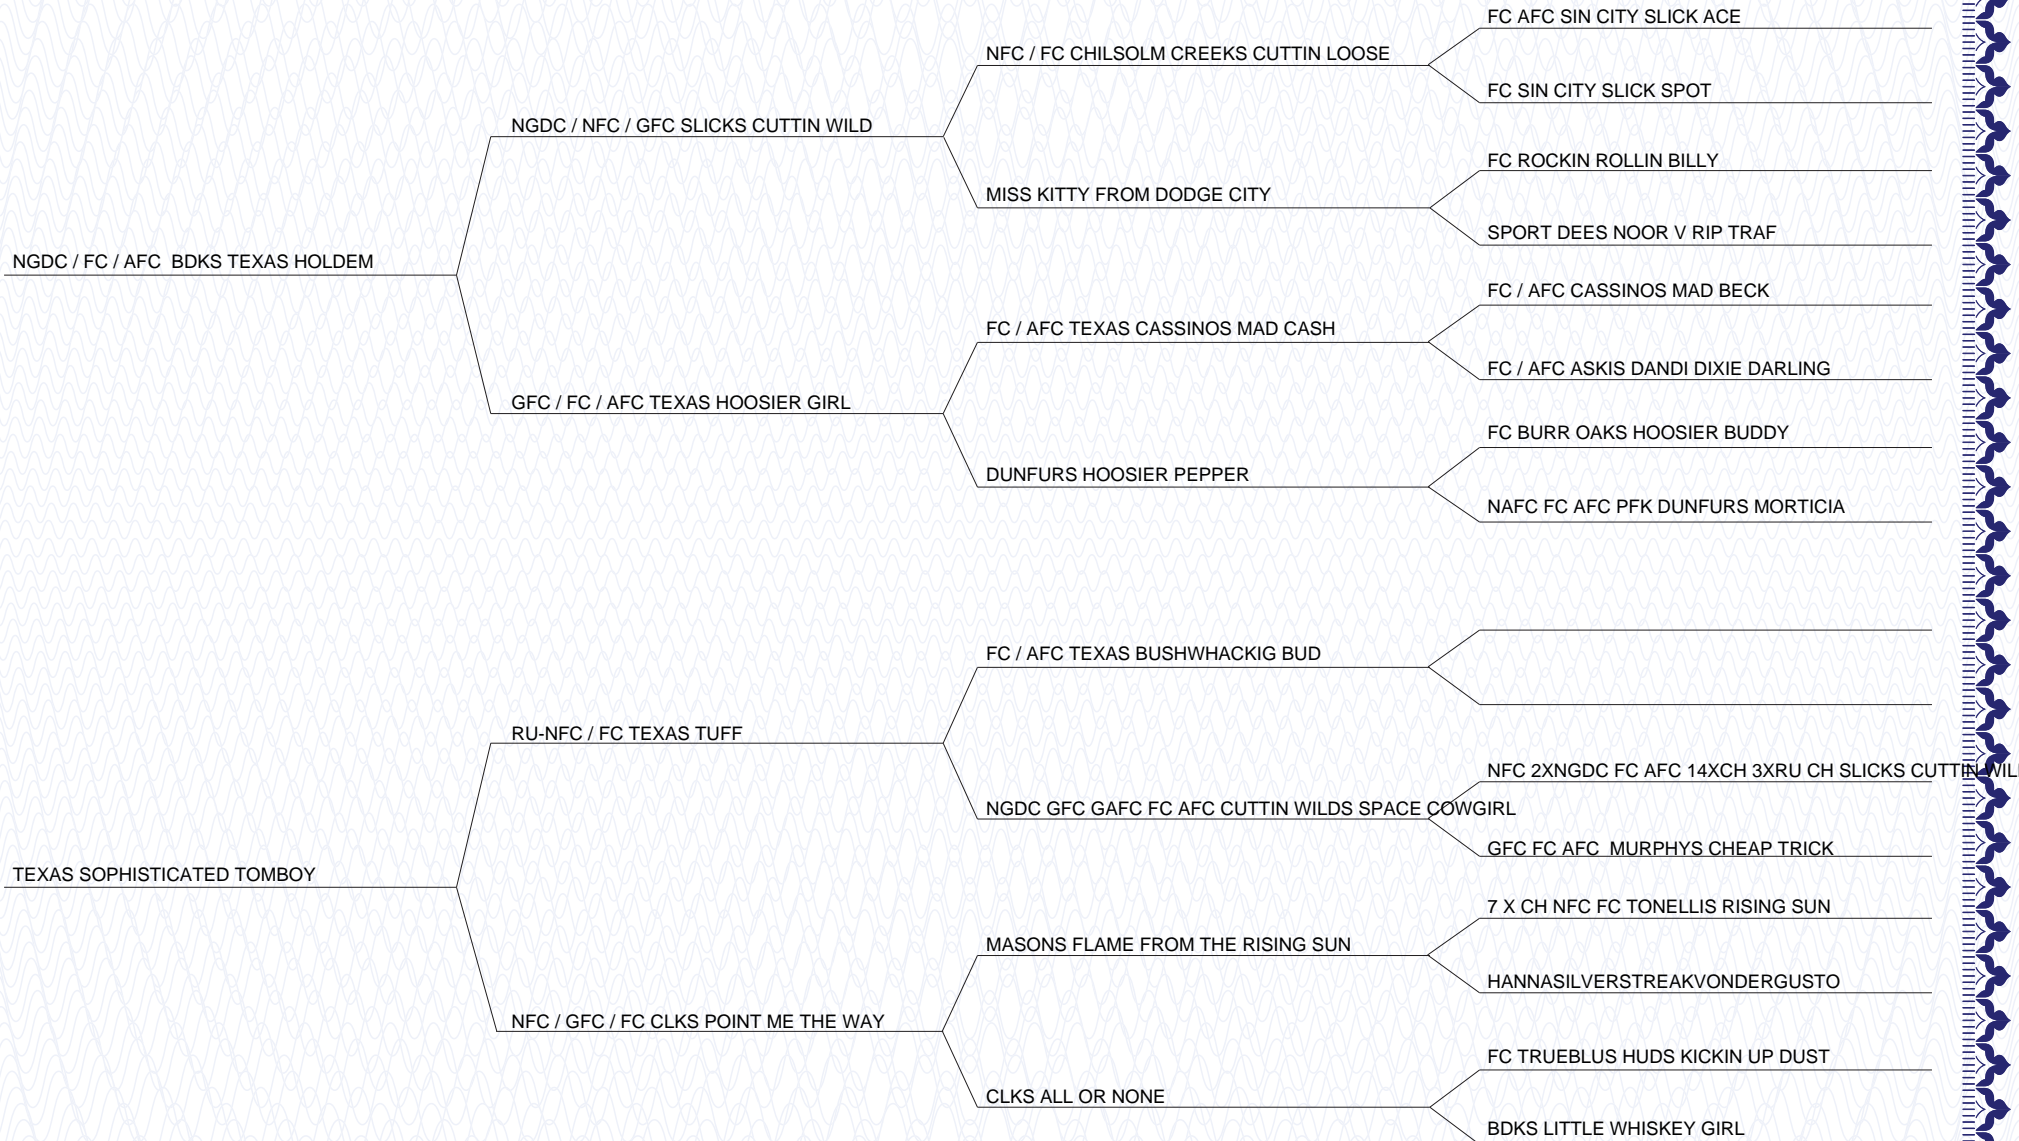 FC AFC SIN CITY SLICK ACE
NFC / FC CHILSOLM CREEKS CUTTIN LOOSE
FC SIN CITY SLICK SPOT
NGDC / NFC / GFC SLICKS CUTTIN WILD
FC ROCKIN ROLLIN BILLY
MISS KITTY FROM DODGE CITY
SPORT DEES NOOR V RIP TRAF
NGDC / FC / AFC  BDKS TEXAS HOLDEM
FC / AFC CASSINOS MAD BECK
FC / AFC TEXAS CASSINOS MAD CASH
FC / AFC ASKIS DANDI DIXIE DARLING
GFC / FC / AFC TEXAS HOOSIER GIRL
FC BURR OAKS HOOSIER BUDDY
DUNFURS HOOSIER PEPPER
NAFC FC AFC PFK DUNFURS MORTICIA
FC / AFC TEXAS BUSHWHACKIG BUD
RU-NFC / FC TEXAS TUFF
NFC 2XNGDC FC AFC 14XCH 3XRU CH SLICKS CUTTIN WIL
NGDC GFC GAFC FC AFC CUTTIN WILDS SPACE COWGIRL
GFC FC AFC  MURPHYS CHEAP TRICK
TEXAS SOPHISTICATED TOMBOY
7 X CH NFC FC TONELLIS RISING SUN
MASONS FLAME FROM THE RISING SUN
HANNASILVERSTREAKVONDERGUSTO
NFC / GFC / FC CLKS POINT ME THE WAY
FC TRUEBLUS HUDS KICKIN UP DUST
CLKS ALL OR NONE
BDKS LITTLE WHISKEY GIRL